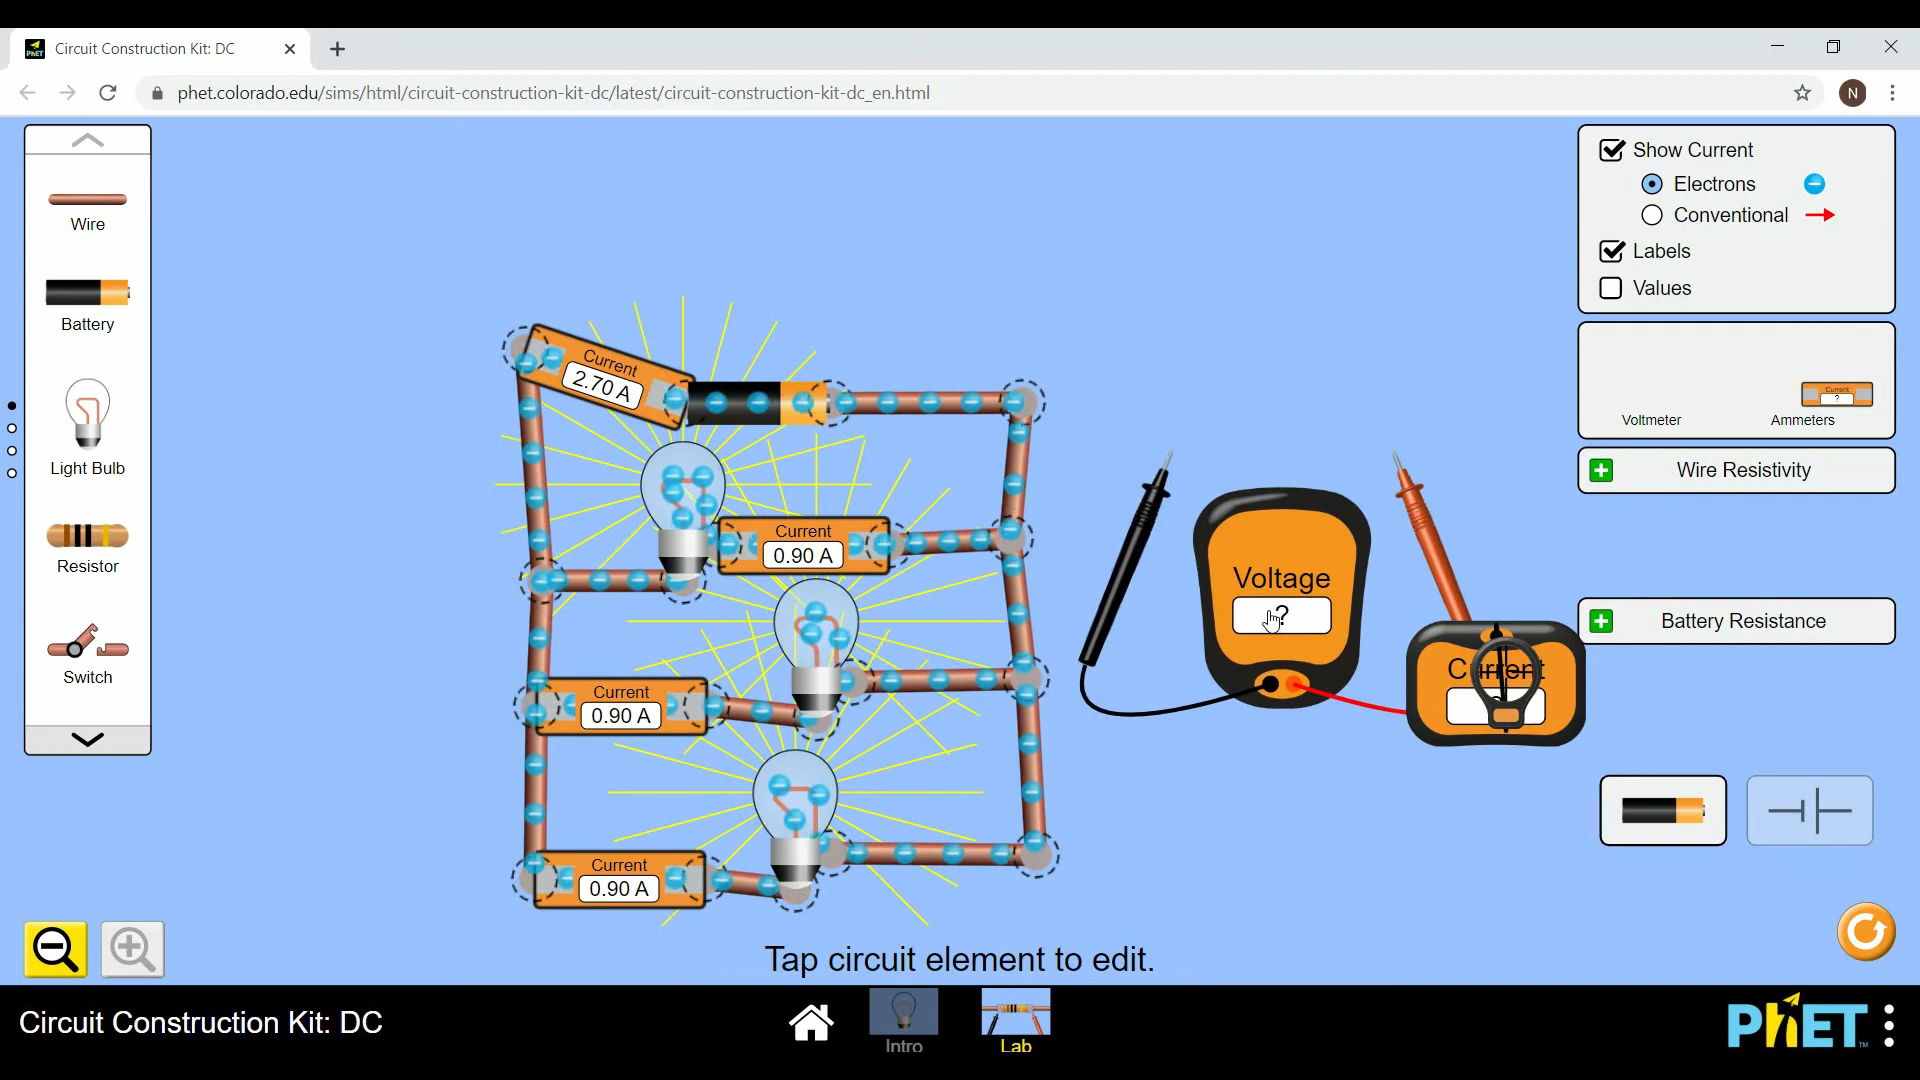 Circuit Construction Kit: DC
phet.colorado.edu/sims/html/circuit-construction-kit-dc/latest/circuit-construction-kit-dc_en.html
N
Wire
Battery
Light Bulb
Resistor
Switch
Current
2.70 A
Current
0.90 A
Current
0.90 A
Current
0.90 A
Voltage
?
Current
Show Current
Electrons
Conventional
Labels
Values
Current
?
Voltmeter
Ammeters
Wire Resistivity
Battery Resistance
Tap circuit element to edit.
Circuit Construction Kit: DC
Intro
Lab
PhET